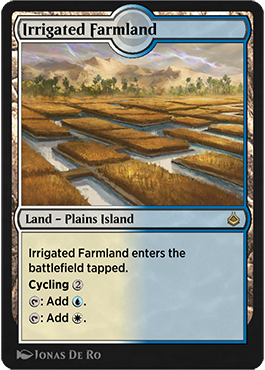 Irrigated Farmland
Land – Plains Island
Irrigated Farmland enters the
battlefield tapped.
Cycling 2
: Add .
: Add .
Jonas De Ro